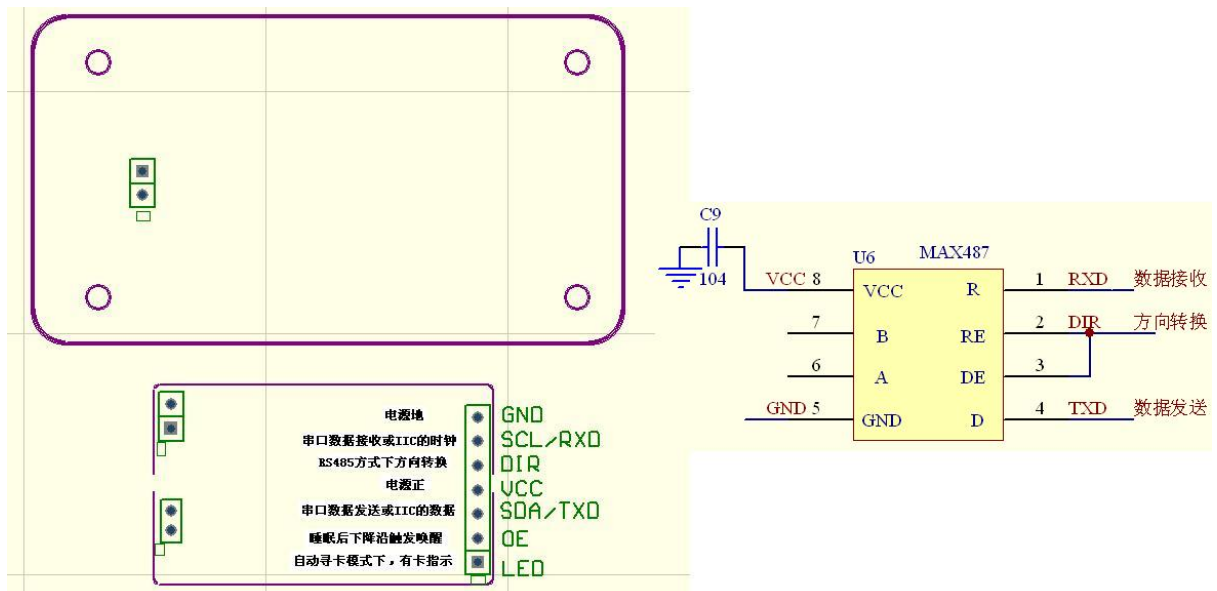 电源地 GND
串口数据接收或IIC的时钟 SCL/RXD
RS485方式下方向转换 DIR
电源正 VCC
串口数据发送或IIC的数据 SDA/TXD
睡眠后下降沿触发唤醒 OE
自动寻卡模式下，有卡指示 LED
C9
104
U6 MAX487
VCC 8 VCC R 1 RXD 数据接收
7 B RE 2 DIR 方向转换
6 A DE 3
GND 5 GND D 4 TXD 数据发送